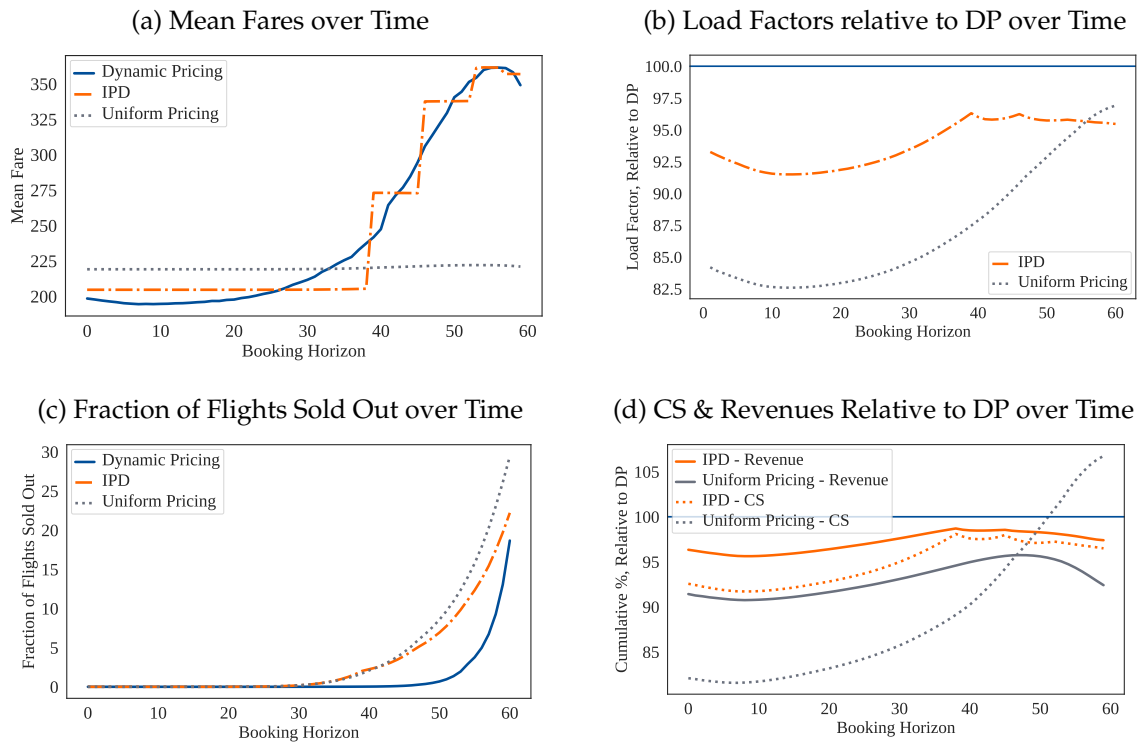 (a) Mean Fares over Time
Dynamic Pricing
IPD
Uniform Pricing
350
325
300
275
250
225
200
Mean Fare
0 10 20 30 40 50 60
Booking Horizon
(b) Load Factors relative to DP over Time
100.0
97.5
95.0
92.5
90.0
87.5
85.0
82.5
Load Factor, Relative to DP
IPD
Uniform Pricing
0 10 20 30 40 50 60
Booking Horizon
(c) Fraction of Flights Sold Out over Time
Dynamic Pricing
IPD
Uniform Pricing
30
25
20
15
10
5
0
Fraction of Flights Sold Out
0 10 20 30 40 50 60
Booking Horizon
(d) CS & Revenues Relative to DP over Time
IPD - Revenue
Uniform Pricing - Revenue
IPD - CS
Uniform Pricing - CS
105
100
95
90
85
Cumulative %, Relative to DP
0 10 20 30 40 50 60
Booking Horizon